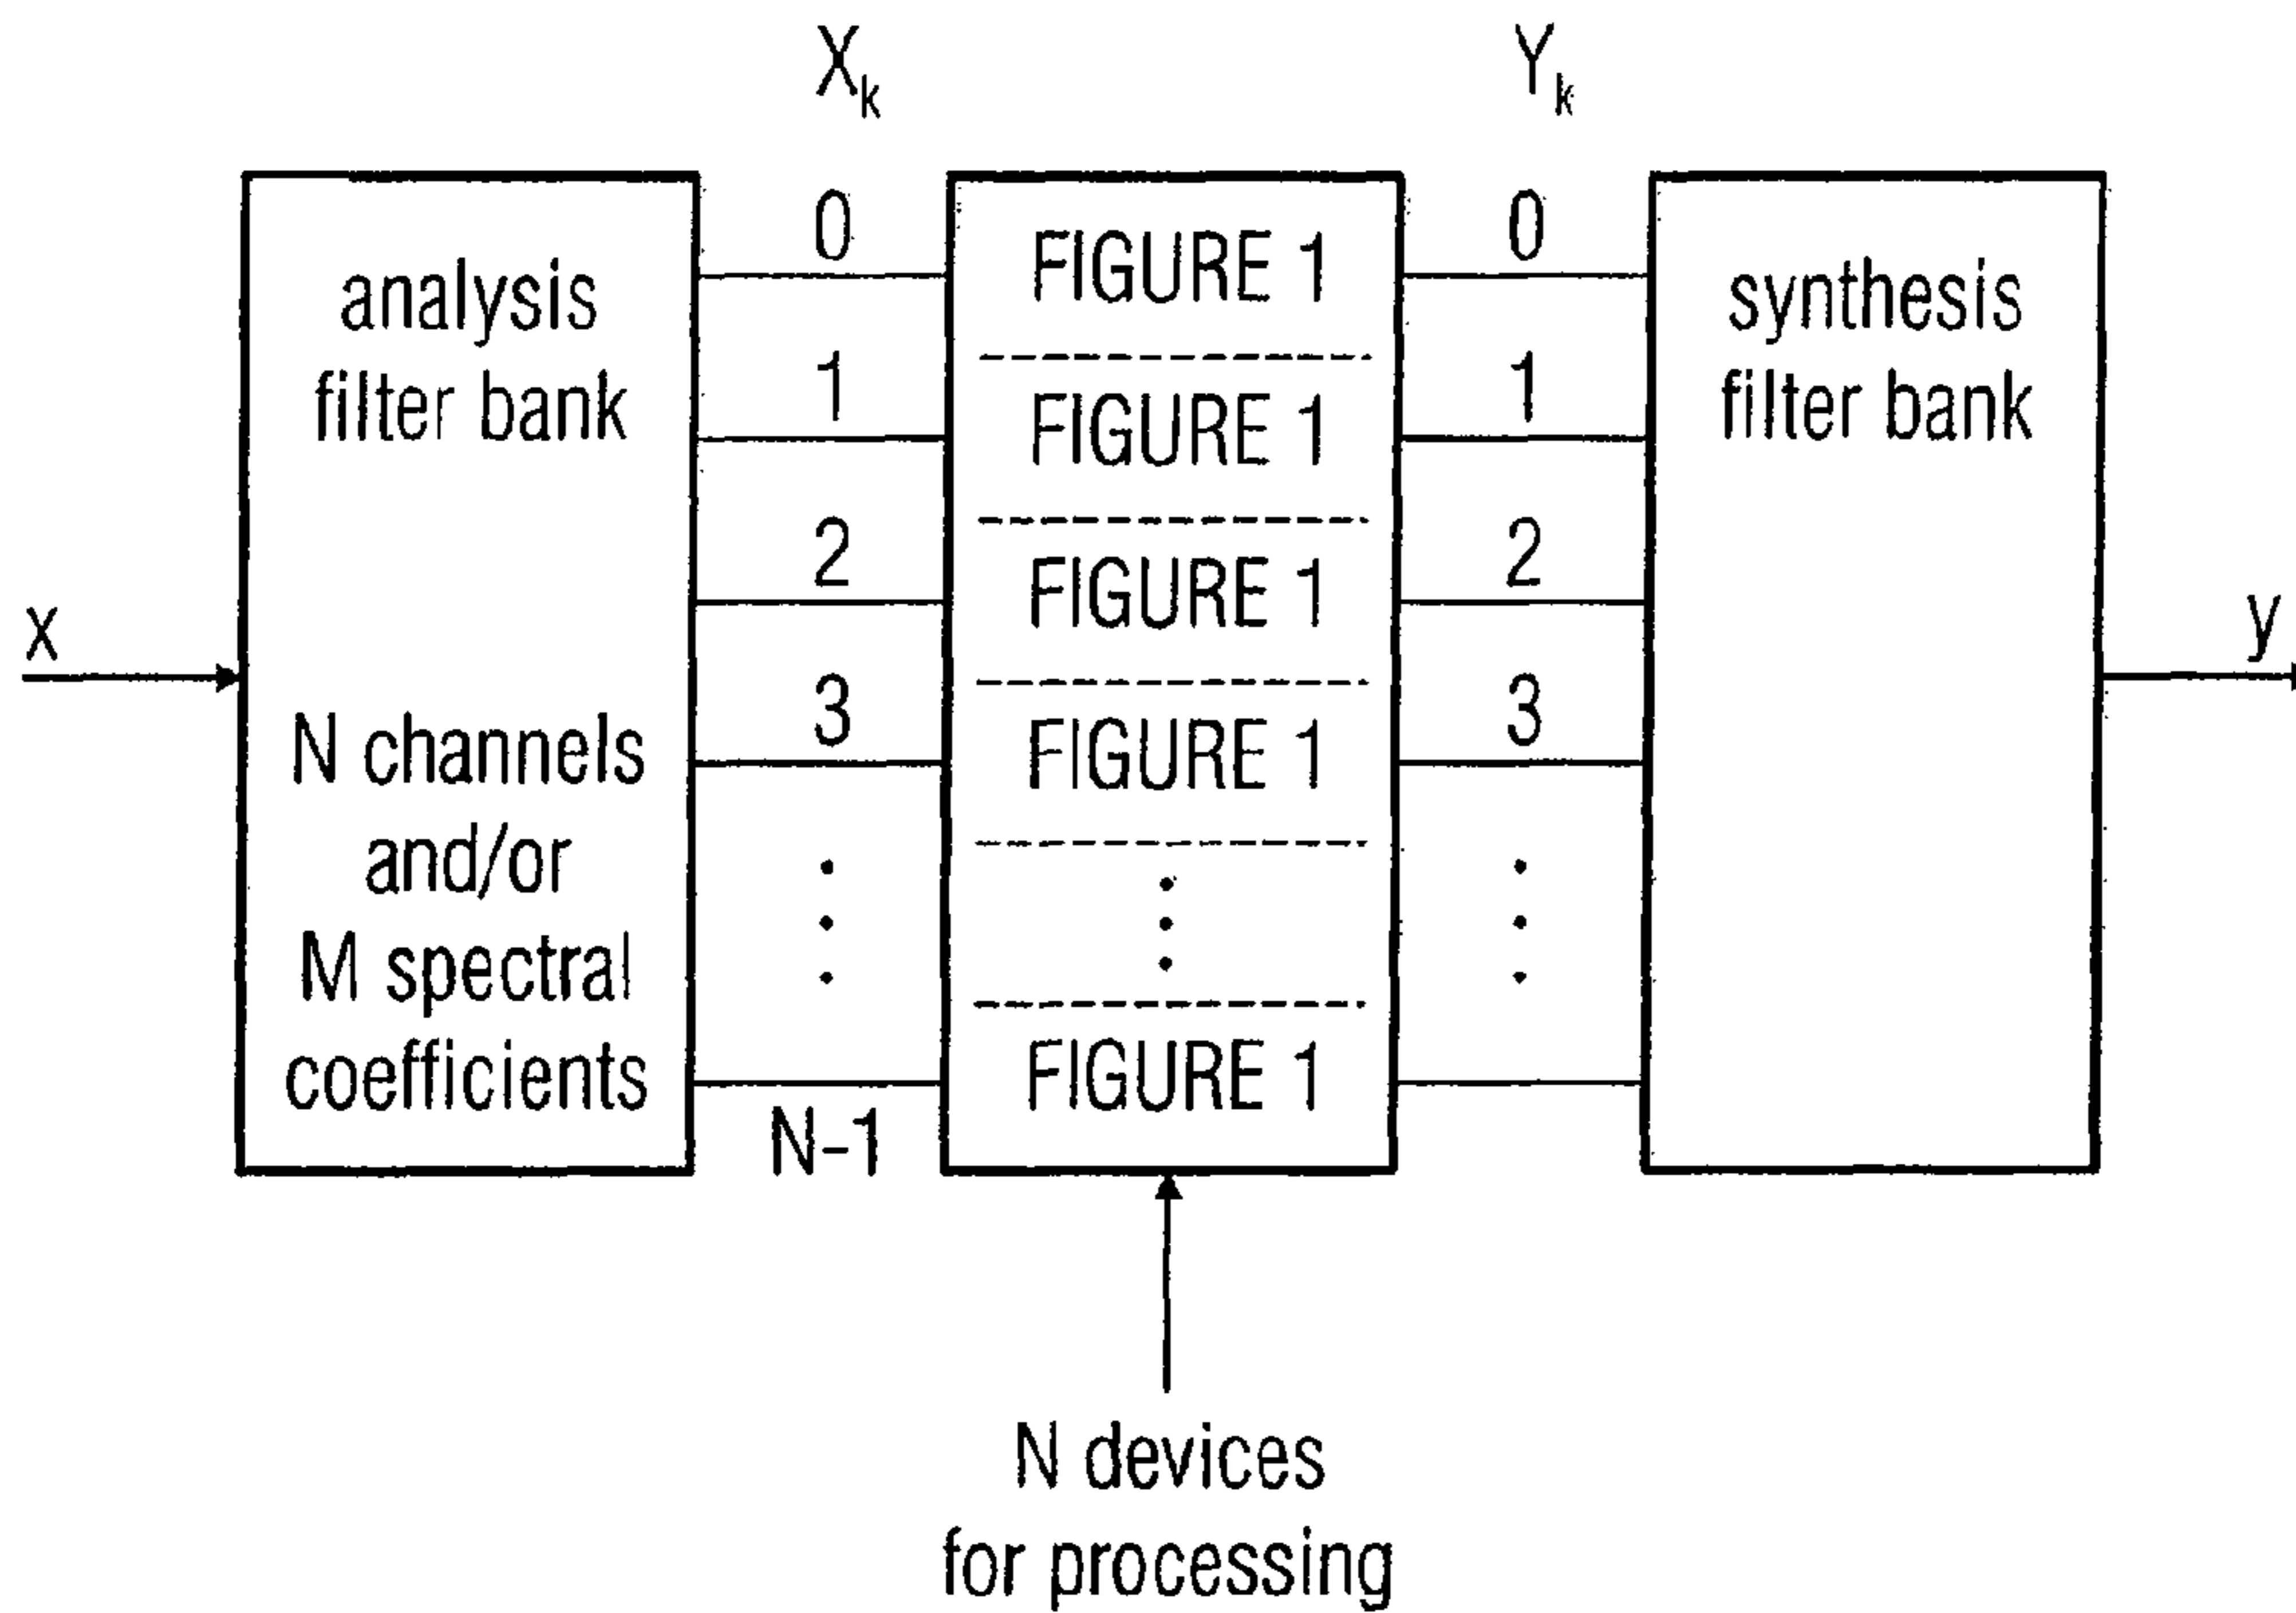 X_k
Y_k
analysis
filter bank
N channels
and/or
M spectral
coefficients
x
0
1
2
3
N-1
FIGURE 1
FIGURE 1
FIGURE 1
FIGURE 1
FIGURE 1
0
1
2
3
synthesis
filter bank
y
N devices
for processing